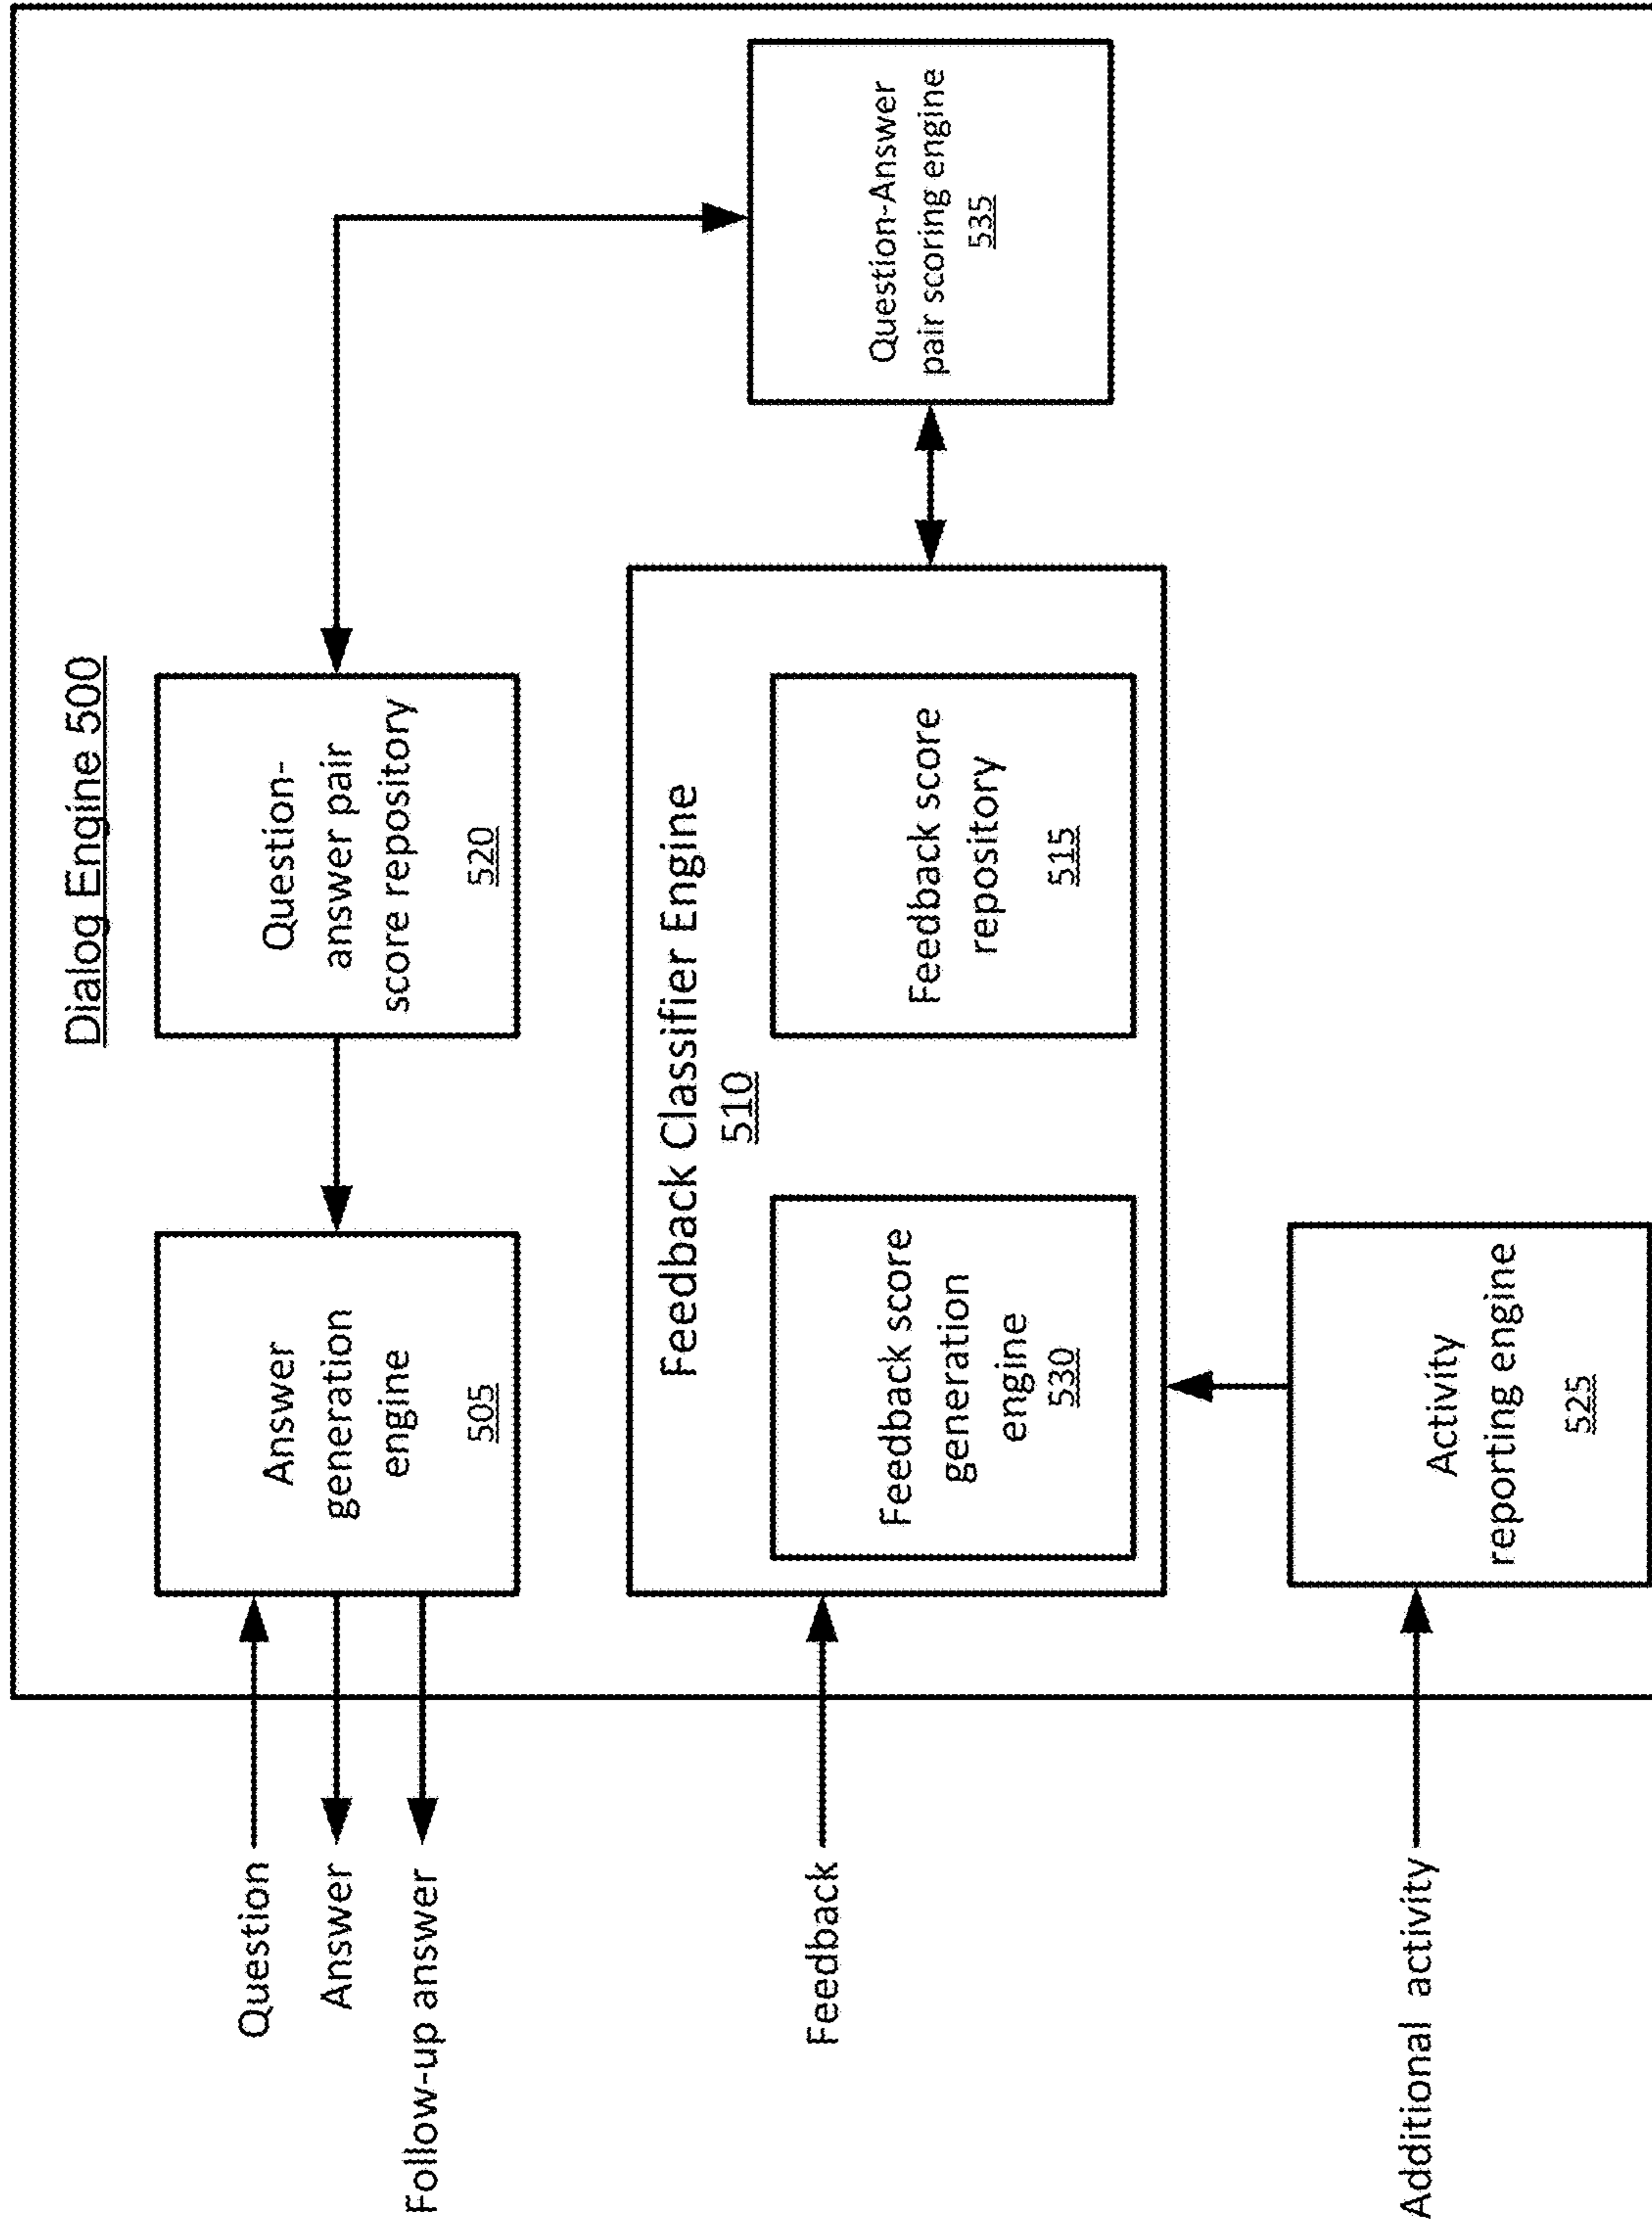 Dialog Engine 500
Question
Answer
Follow-up answer
Answer
generation
engine
505
Question-
answer pair
score repository
520
Feedback
Feedback Classifier Engine
510
Feedback score
generation
engine
530
Feedback score
repository
515
Question-Answer
pair scoring engine
535
Additional activity
Activity
reporting engine
525